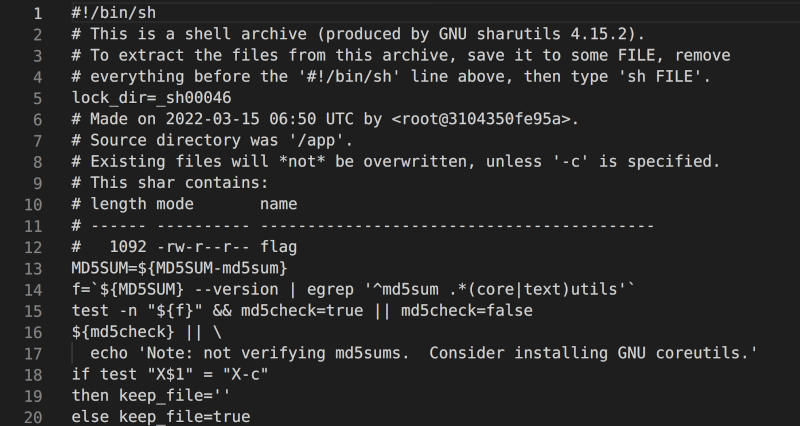 1 #!/bin/sh
2 # This is a shell archive (produced by GNU sharutils 4.15.2).
3 # To extract the files from this archive, save it to some FILE, remove
4 # everything before the '#!/bin/sh' line above, then type 'sh FILE'.
5 lock_dir=_sh00046
6 # Made on 2022-03-15 06:50 UTC by <root@3104350fe95a>.
7 # Source directory was '/app'.
8 # Existing files will *not* be overwritten, unless '-c' is specified.
9 # This shar contains:
10 # length mode       name
11 # ------ ---------- ------------------------------------------
12 #   1092 -rw-r--r-- flag
13 MD5SUM=${MD5SUM-md5sum}
14 f=`${MD5SUM} --version | egrep '^md5sum .*(core|text)utils'`
15 test -n "${f}" && md5check=true || md5check=false
16 ${md5check} || \
17   echo 'Note: not verifying md5sums.  Consider installing GNU coreutils.'
18 if test "X$1" = "X-c"
19 then keep_file=''
20 else keep_file=true